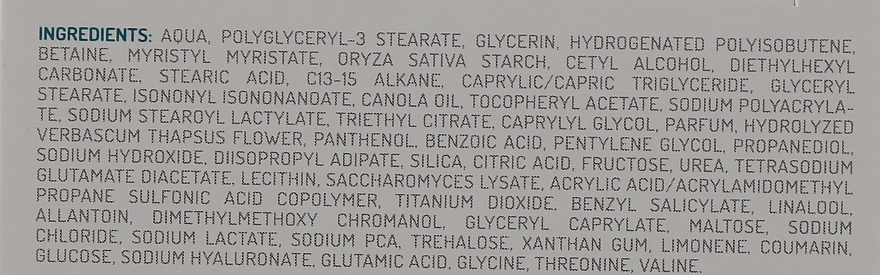 INGREDIENTS: AQUA, POLYGLYCERYL-3 STEARATE, GLYCERIN, HYDROGENATED POLYISOBUTENE,
BETAINE, MYRISTYL MYRISTATE, ORYZA SATIVA STARCH, CETYL ALCOHOL, DIETHYLHEXYL
CARBONATE, STEARIC ACID, C13-15 ALKANE, CAPRYLIC/CAPRIC TRIGLYCERIDE, GLYCERYL
STEARATE, ISONONYL ISONONANOATE, CANOLA OIL, TOCOPHERYL ACETATE, SODIUM POLYACRYLA-
TE, SODIUM STEAROYL LACTYLATE, TRIETHYL CITRATE, CAPRYLYL GLYCOL, PARFUM, HYDROLYZED
VERBASCUM THAPSUS FLOWER, PANTHENOL, BENZOIC ACID, PENTYLENE GLYCOL, PROPANEDIOL,
SODIUM HYDROXIDE, DIISOPROPYL ADIPATE, SILICA, CITRIC ACID, FRUCTOSE, UREA, TETRASODIUM
GLUTAMATE DIACETATE, LECITHIN, SACCHAROMYCES LYSATE, ACRYLIC ACID/ACRYLAMIDOMETHYL
PROPANE SULFONIC ACID COPOLYMER, TITANIUM DIOXIDE, BENZYL SALICYLATE, LINALOOL,
ALLANTOIN, DIMETHYLMETHOXY CHROMANOL, GLYCERYL CAPRYLATE, MALTOSE, SODIUM
CHLORIDE, SODIUM LACTATE, SODIUM PCA, TREHALOSE, XANTHAN GUM, LIMONENE, COUMARIN,
GLUCOSE, SODIUM HYALURONATE, GLUTAMIC ACID, GLYCINE, THREONINE, VALINE.